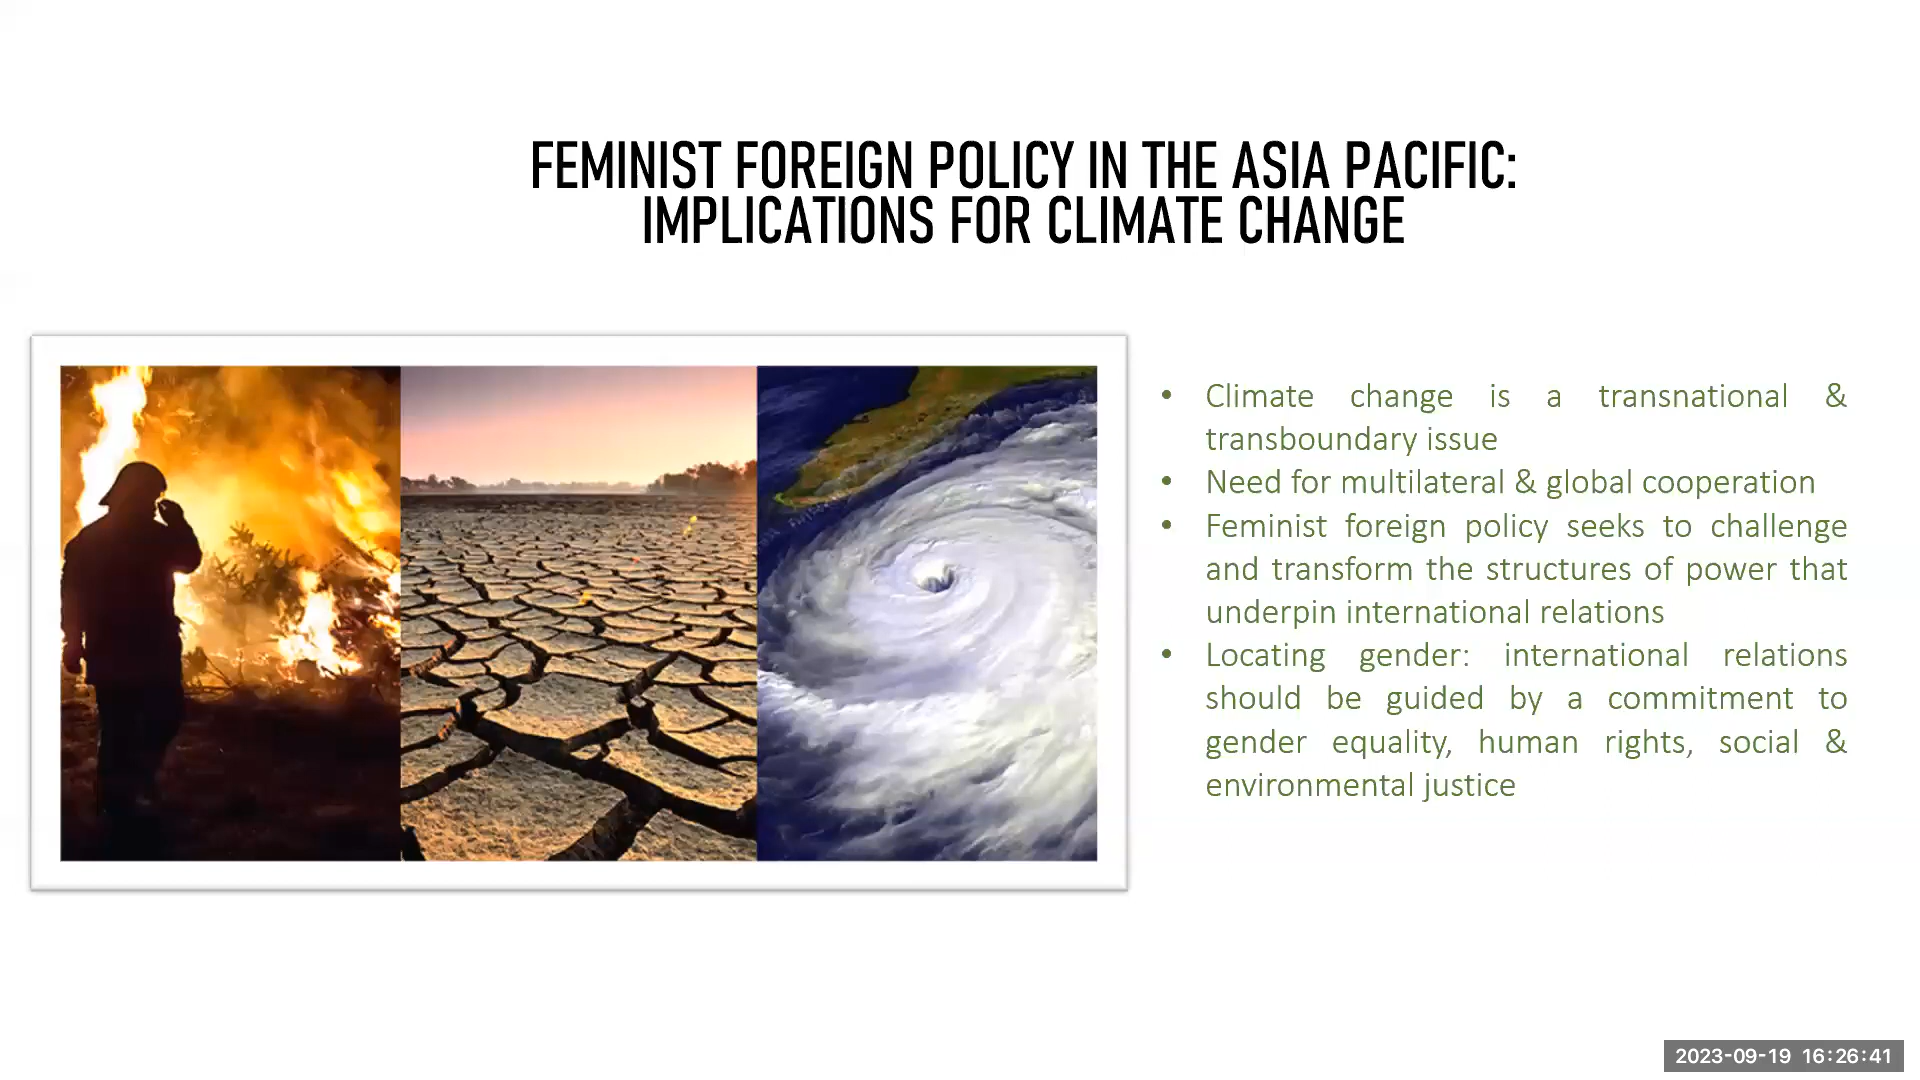 FEMINIST FOREIGN POLICY IN THE ASIA PACIFIC:
IMPLICATIONS FOR CLIMATE CHANGE
• Climate change is a transnational &
transboundary issue
• Need for multilateral & global cooperation
• Feminist foreign policy seeks to challenge
and transform the structures of power that
underpin international relations
• Locating gender: international relations
should be guided by a commitment to
gender equality, human rights, social &
environmental justice
2023-09-19 16:26:41